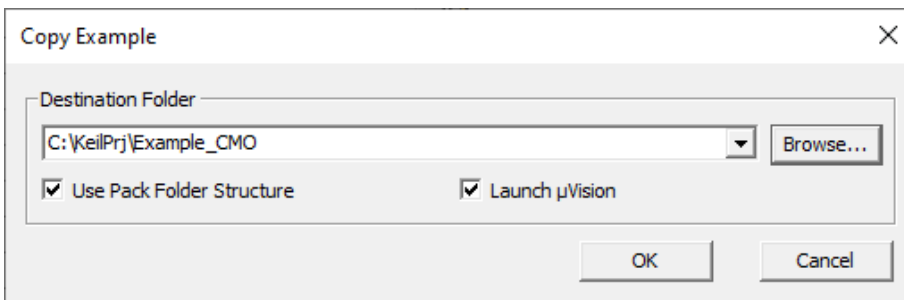 Copy Example
Destination Folder
C:\KeilPrj\Example_CMO
Browse...
Use Pack Folder Structure
Launch µVision
OK
Cancel